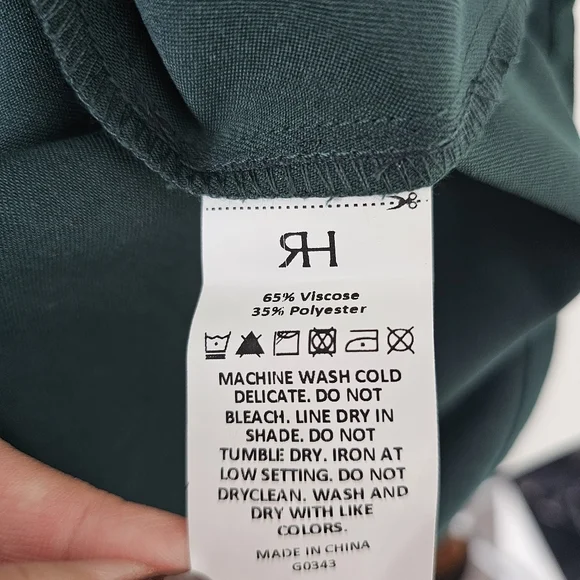 RH
65% Viscose
35% Polyester
MACHINE WASH COLD
DELICATE. DO NOT
BLEACH. LINE DRY IN
SHADE. DO NOT
TUMBLE DRY. IRON AT
LOW SETTING. DO NOT
DRYCLEAN. WASH AND
DRY WITH LIKE
COLORS.
MADE IN CHINA
G0343